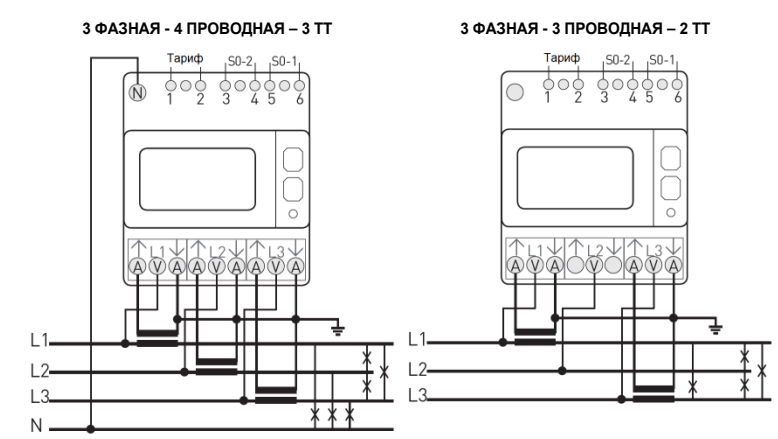 3 ФАЗНАЯ - 4 ПРОВОДНАЯ – 3 ТТ
Тариф S0-2 S0-1
N 1 2 3 4 5 6
L1 L2 L3
A V A A V A A V A
L1
L2
L3
N
3 ФАЗНАЯ - 3 ПРОВОДНАЯ – 2 ТТ
Тариф S0-2 S0-1
1 2 3 4 5 6
L1 L2 L3
A V A V A V A
L1
L2
L3